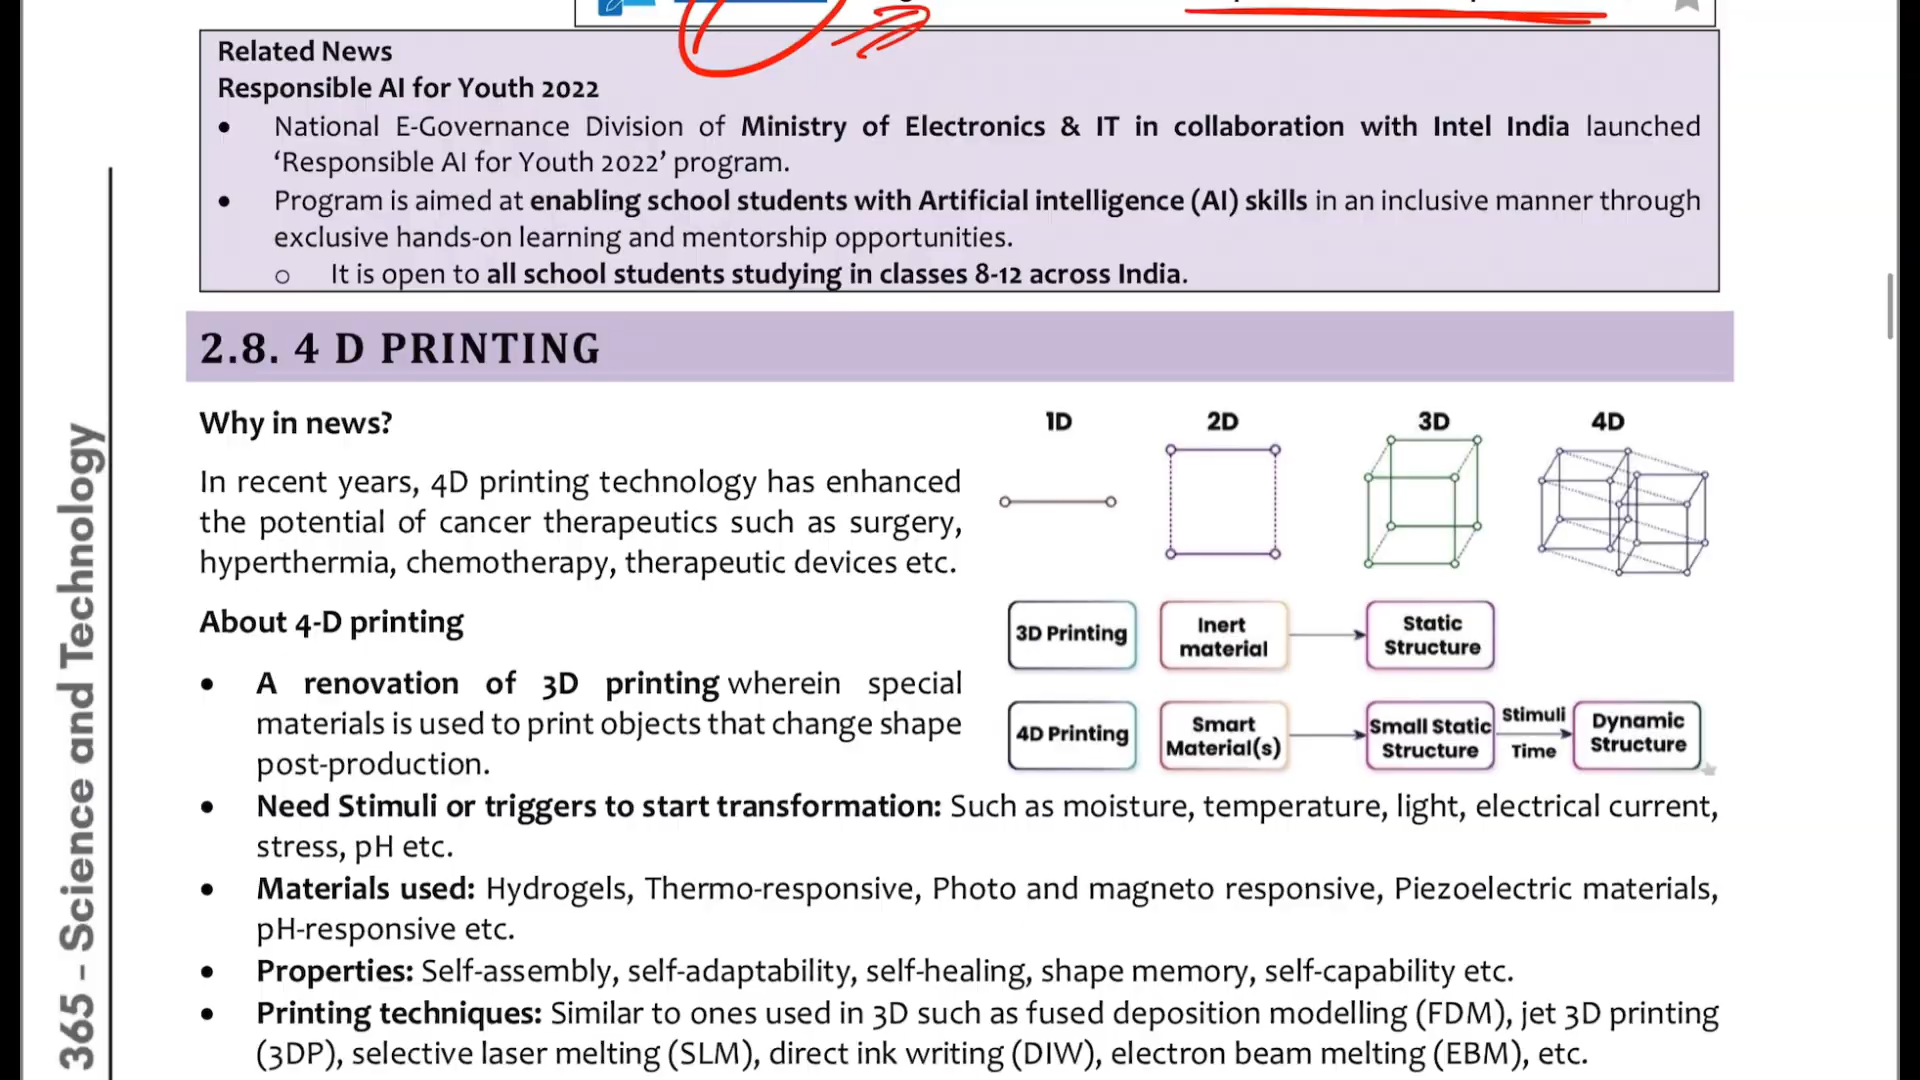 Related News
Responsible AI for Youth 2022
• National E-Governance Division of Ministry of Electronics & IT in collaboration with Intel India launched
‘Responsible AI for Youth 2022’ program.
• Program is aimed at enabling school students with Artificial intelligence (AI) skills in an inclusive manner through
exclusive hands-on learning and mentorship opportunities.
o It is open to all school students studying in classes 8-12 across India.
2.8. 4 D PRINTING
Why in news?
In recent years, 4D printing technology has enhanced
the potential of cancer therapeutics such as surgery,
hyperthermia, chemotherapy, therapeutic devices etc.
About 4-D printing
• A renovation of 3D printing wherein special
materials is used to print objects that change shape
post-production.
1D 2D 3D 4D
3D Printing
Inert
material
Static
Structure
4D Printing
Smart
Material(s)
Small Static
Structure
Stimuli
Time
Dynamic
Structure
• Need Stimuli or triggers to start transformation: Such as moisture, temperature, light, electrical current,
stress, pH etc.
• Materials used: Hydrogels, Thermo-responsive, Photo and magneto responsive, Piezoelectric materials,
pH-responsive etc.
• Properties: Self-assembly, self-adaptability, self-healing, shape memory, self-capability etc.
• Printing techniques: Similar to ones used in 3D such as fused deposition modelling (FDM), jet 3D printing
(3DP), selective laser melting (SLM), direct ink writing (DIW), electron beam melting (EBM), etc.
365 - Science and Technology